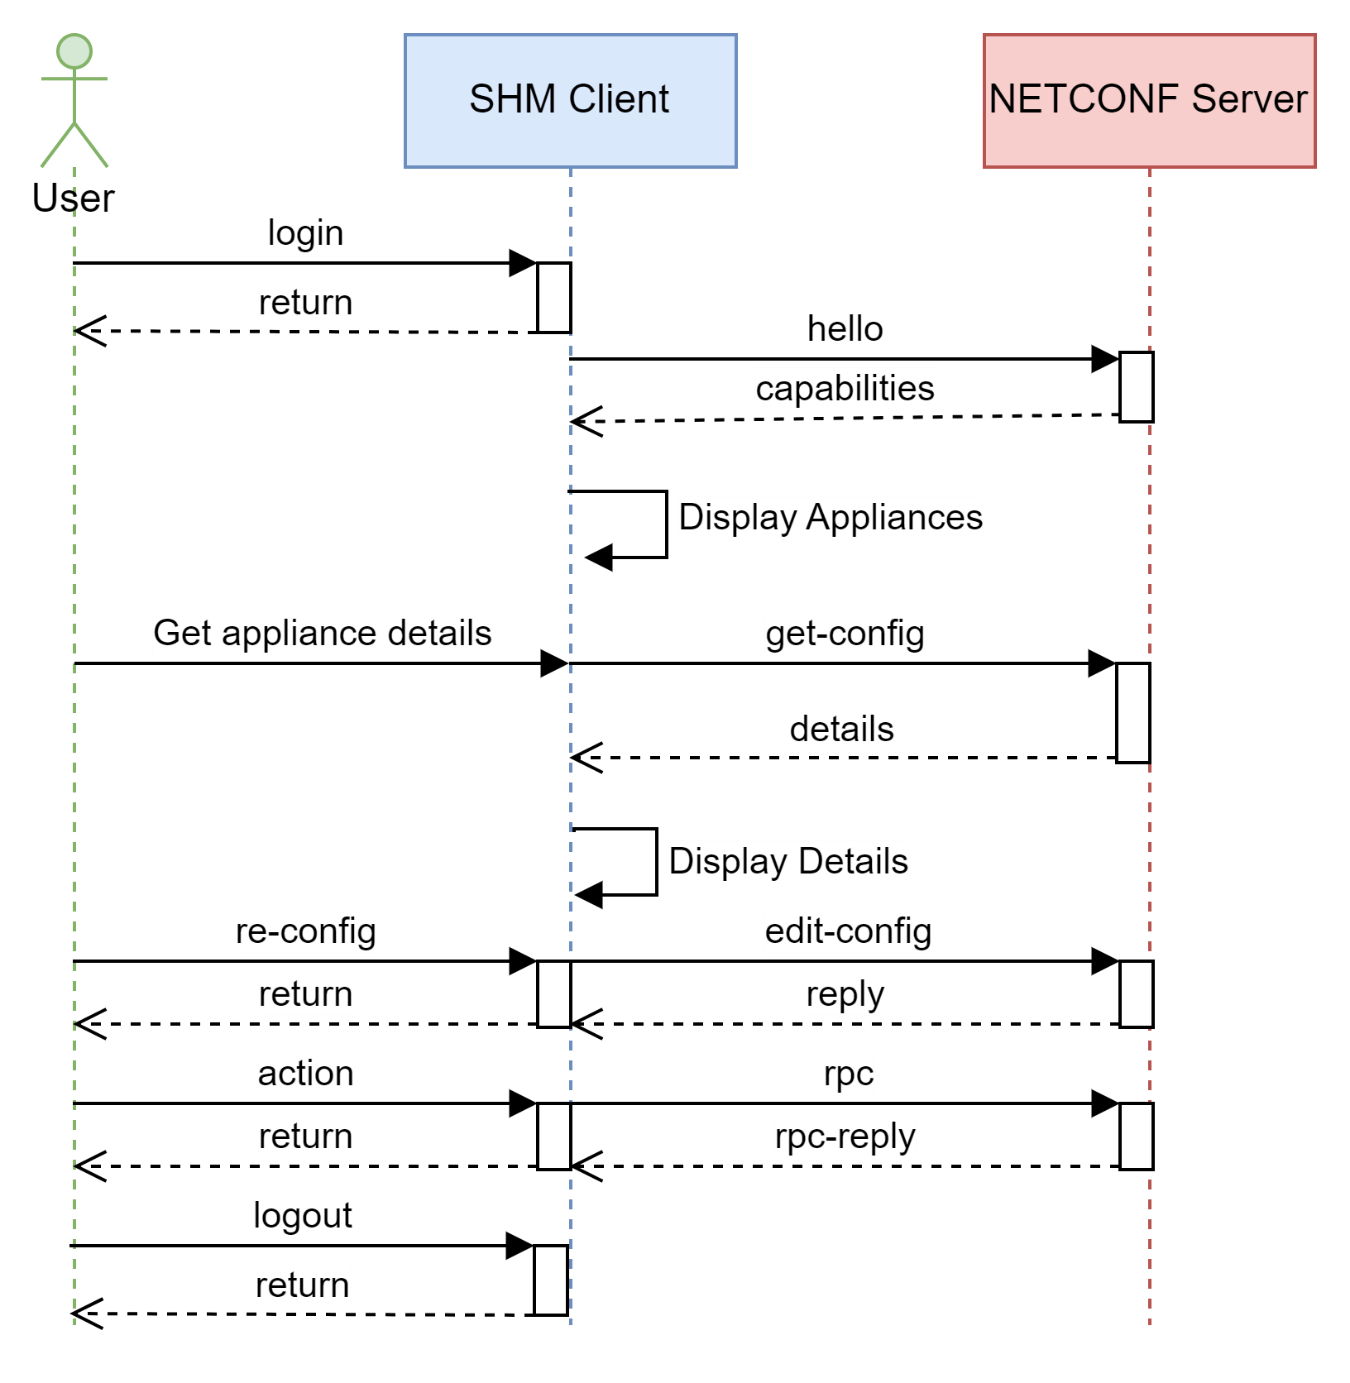 SHM Client
NETCONF Server
User
login
return
hello
capabilities
Display Appliances
Get appliance details
get-config
details
Display Details
re-config
edit-config
return
reply
action
rpc
return
rpc-reply
logout
return